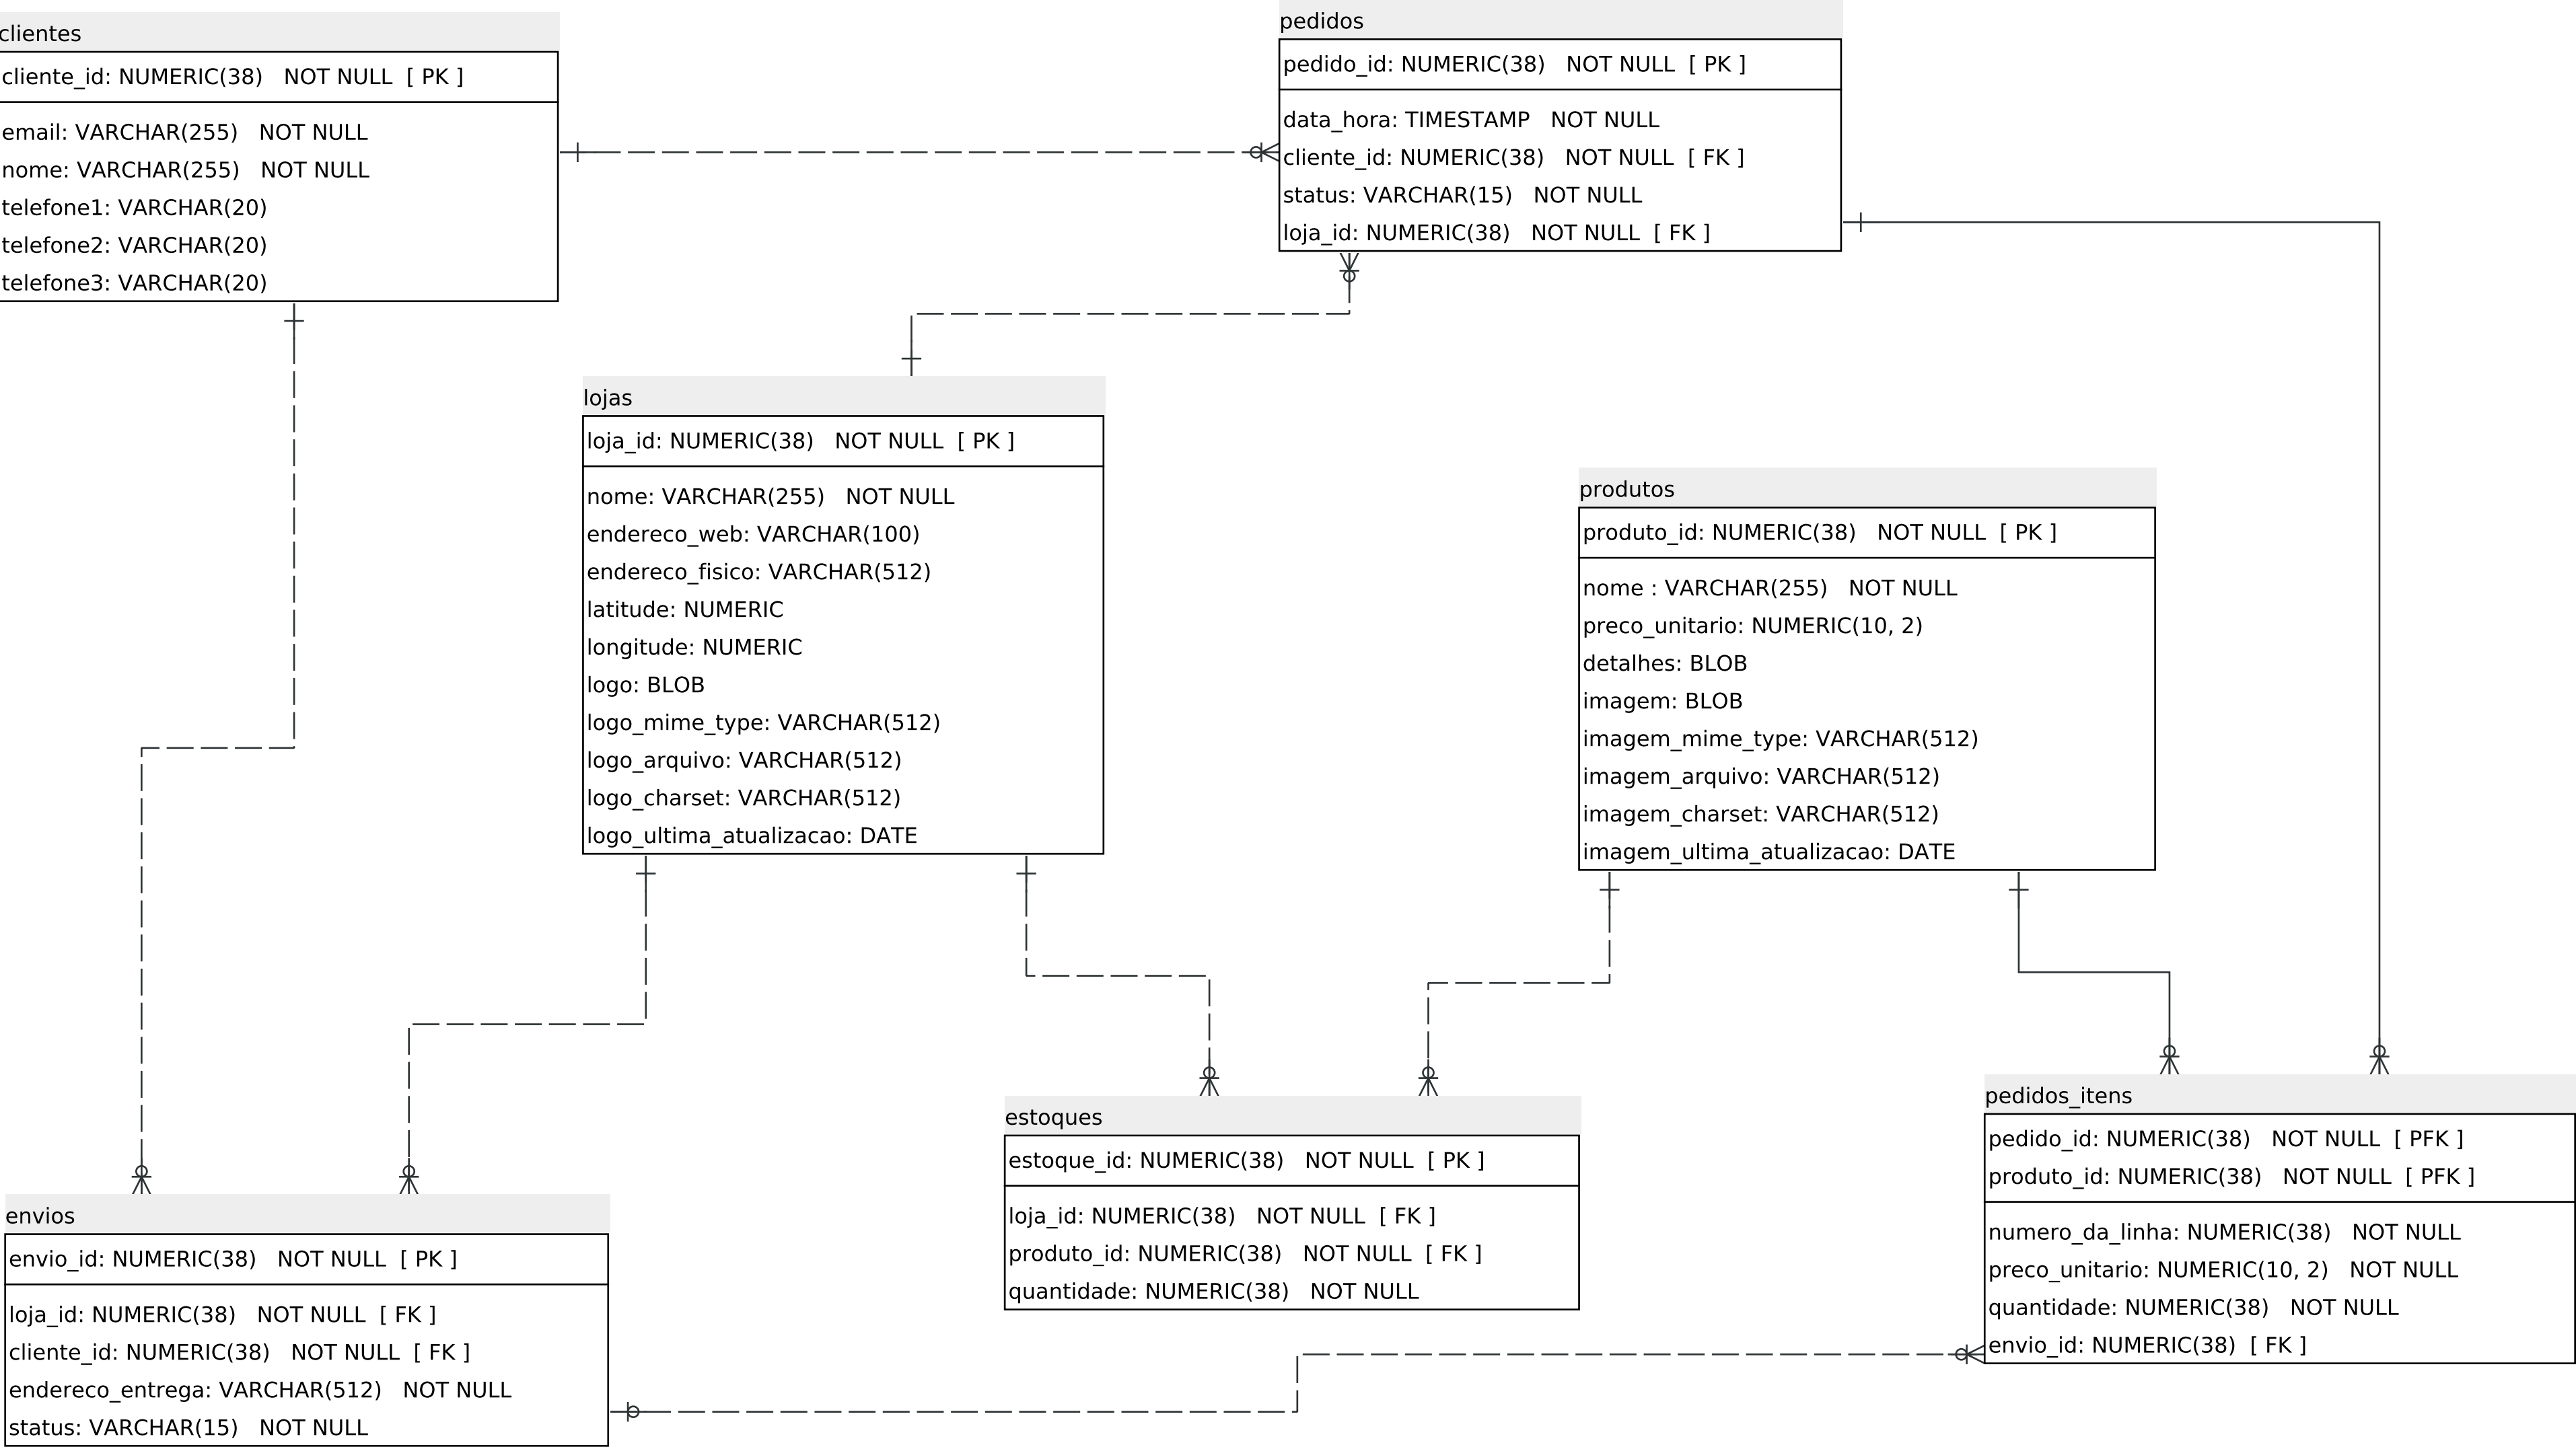 clientes
cliente_id: NUMERIC(38) NOT NULL [ PK ]
email: VARCHAR(255) NOT NULL
nome: VARCHAR(255) NOT NULL
telefone1: VARCHAR(20)
telefone2: VARCHAR(20)
telefone3: VARCHAR(20)
pedidos
pedido_id: NUMERIC(38) NOT NULL [ PK ]
data_hora: TIMESTAMP NOT NULL
cliente_id: NUMERIC(38) NOT NULL [ FK ]
status: VARCHAR(15) NOT NULL
loja_id: NUMERIC(38) NOT NULL [ FK ]
lojas
loja_id: NUMERIC(38) NOT NULL [ PK ]
nome: VARCHAR(255) NOT NULL
endereco_web: VARCHAR(100)
endereco_fisico: VARCHAR(512)
latitude: NUMERIC
longitude: NUMERIC
logo: BLOB
logo_mime_type: VARCHAR(512)
logo_arquivo: VARCHAR(512)
logo_charset: VARCHAR(512)
logo_ultima_atualizacao: DATE
produtos
produto_id: NUMERIC(38) NOT NULL [ PK ]
nome : VARCHAR(255) NOT NULL
preco_unitario: NUMERIC(10, 2)
detalhes: BLOB
imagem: BLOB
imagem_mime_type: VARCHAR(512)
imagem_arquivo: VARCHAR(512)
imagem_charset: VARCHAR(512)
imagem_ultima_atualizacao: DATE
envios
envio_id: NUMERIC(38) NOT NULL [ PK ]
loja_id: NUMERIC(38) NOT NULL [ FK ]
cliente_id: NUMERIC(38) NOT NULL [ FK ]
endereco_entrega: VARCHAR(512) NOT NULL
status: VARCHAR(15) NOT NULL
estoques
estoque_id: NUMERIC(38) NOT NULL [ PK ]
loja_id: NUMERIC(38) NOT NULL [ FK ]
produto_id: NUMERIC(38) NOT NULL [ FK ]
quantidade: NUMERIC(38) NOT NULL
pedidos_itens
pedido_id: NUMERIC(38) NOT NULL [ PFK ]
produto_id: NUMERIC(38) NOT NULL [ PFK ]
numero_da_linha: NUMERIC(38) NOT NULL
preco_unitario: NUMERIC(10, 2) NOT NULL
quantidade: NUMERIC(38) NOT NULL
envio_id: NUMERIC(38) [ FK ]